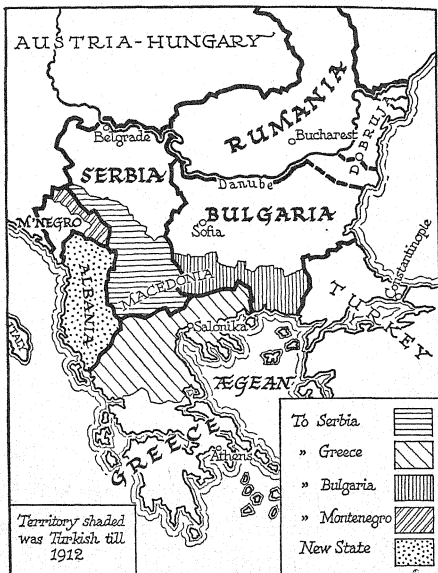 AUSTRIA-HUNGARY
RUMANIA
Belgrade
Bucharest
DOBRUJA
SERBIA
Danube
M'NEGRO
BULGARIA
Sofia
Constantinople
ALBANIA
MACEDONIA
TURKEY
Salonika
ÆGEAN
GREECE
Athens
To Serbia
" Greece
" Bulgaria
" Montenegro
New State
Territory shaded
was Turkish till
1912